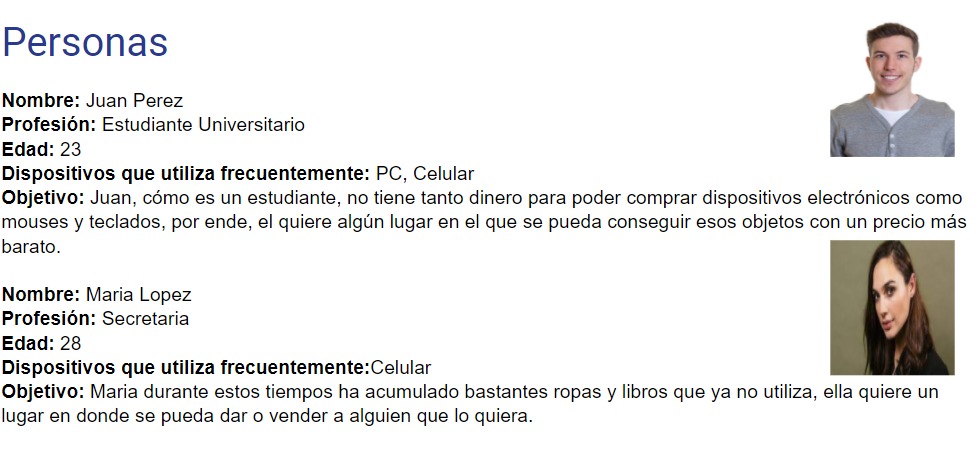 Personas
Nombre: Juan Perez
Profesión: Estudiante Universitario
Edad: 23
Dispositivos que utiliza frecuentemente: PC, Celular
Objetivo: Juan, cómo es un estudiante, no tiene tanto dinero para poder comprar dispositivos electrónicos como
mouses y teclados, por ende, el quiere algún lugar en el que se pueda conseguir esos objetos con un precio más
barato.
Nombre: Maria Lopez
Profesión: Secretaria
Edad: 28
Dispositivos que utiliza frecuentemente:Celular
Objetivo: Maria durante estos tiempos ha acumulado bastantes ropas y libros que ya no utiliza, ella quiere un
lugar en donde se pueda dar o vender a alguien que lo quiera.